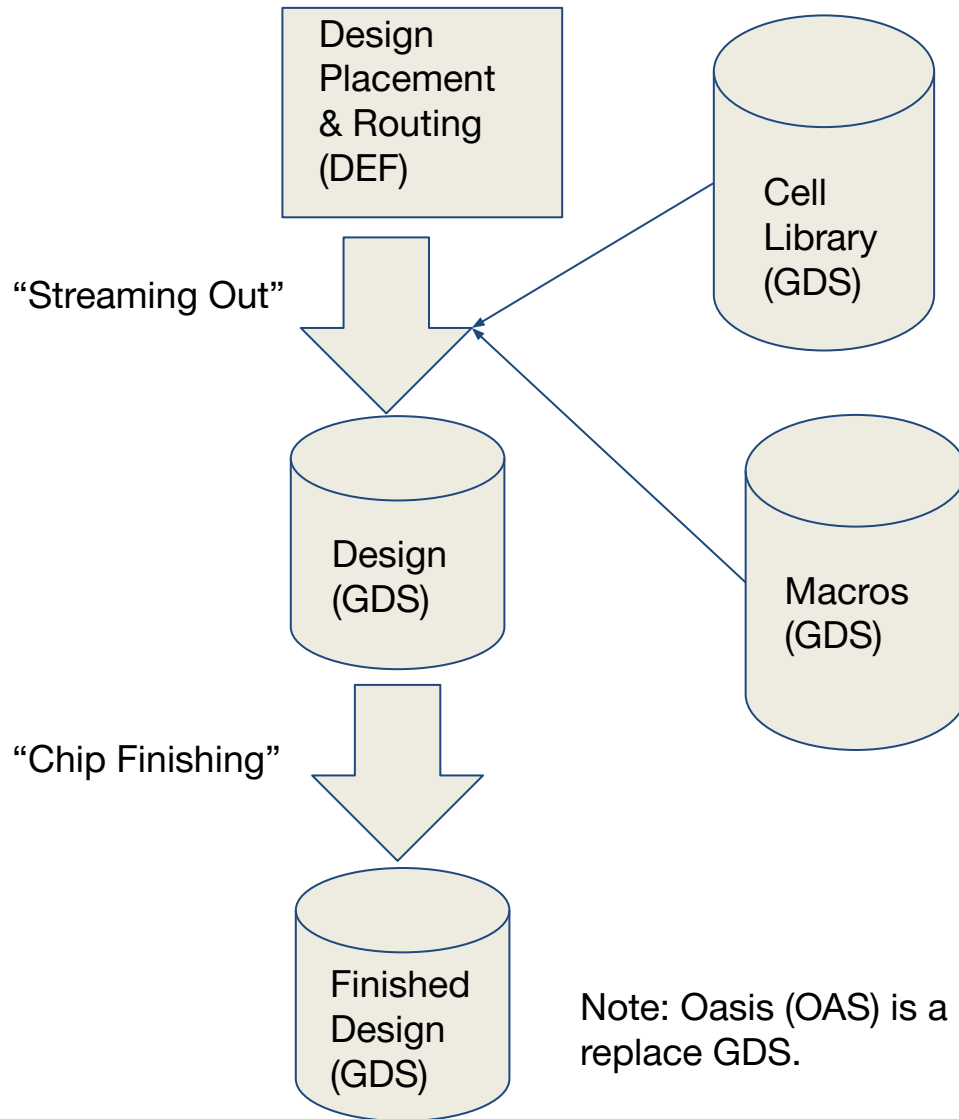 Design
Placement
& Routing
(DEF)
Cell
Library
(GDS)
“Streaming Out”
Design
(GDS)
Macros
(GDS)
“Chip Finishing”
Finished
Design
(GDS)
Note: Oasis (OAS) is a
replace GDS.